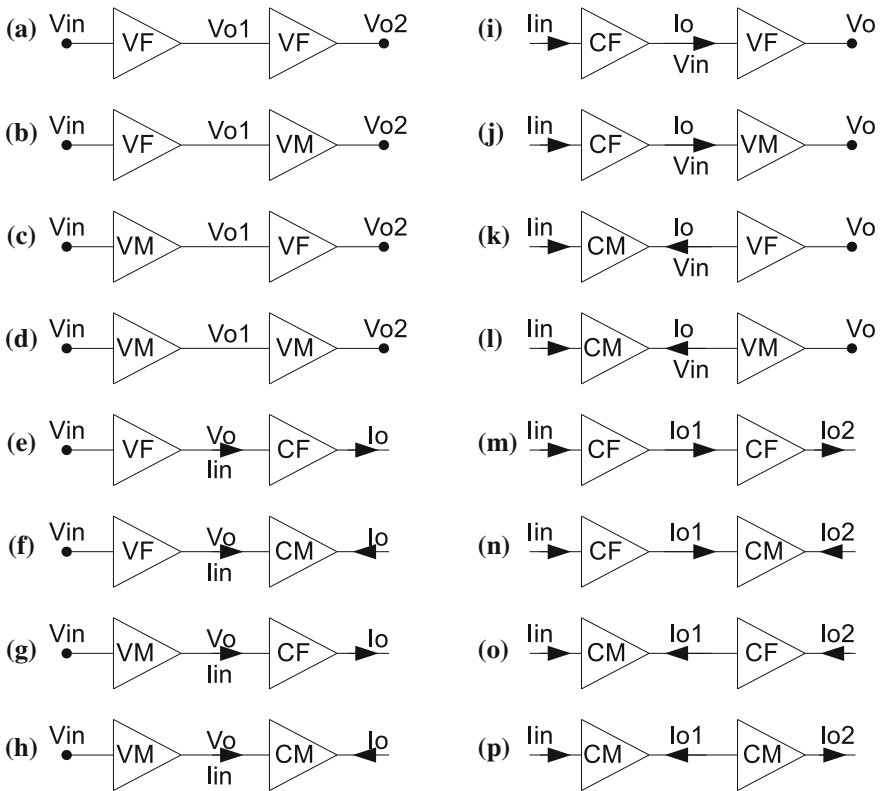 (a) Vin VF Vo1 VF Vo2
(b) Vin VF Vo1 VM Vo2
(c) Vin VM Vo1 VF Vo2
(d) Vin VM Vo1 VM Vo2
(e) Vin VF Vo Iin CF Io
(f) Vin VF Vo Iin CM Io
(g) Vin VM Vo Iin CF Io
(h) Vin VM Vo Iin CM Io
(i) Iin CF Io Vin VF Vo
(j) Iin CF Io Vin VM Vo
(k) Iin CM Io Vin VF Vo
(l) Iin CM Io Vin VM Vo
(m) Iin CF Io1 CF Io2
(n) Iin CF Io1 CM Io2
(o) Iin CM Io1 CF Io2
(p) Iin CM Io1 CM Io2